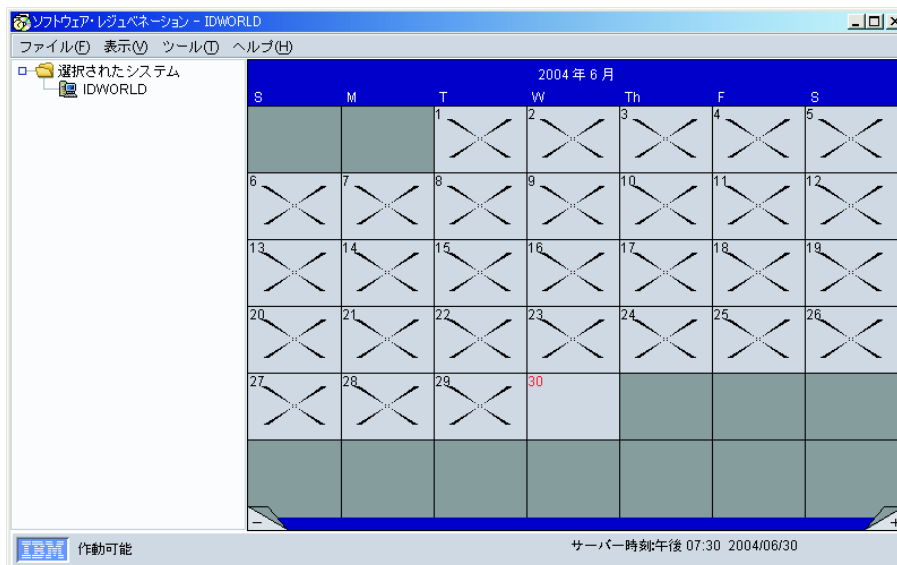 ソフトウェア・レジュベネーション - IDWORLD
ファイル(F) 表示(V) ツール(T) ヘルプ(H)
選択されたシステム
IDWORLD
2004 年 6 月
S M T W Th F S
1 2 3 4 5
6 7 8 9 10 11 12
13 14 15 16 17 18 19
20 21 22 23 24 25 26
27 28 29 30
- +
IBM 作動可能 サーバー時刻:午後 07:30 2004/06/30